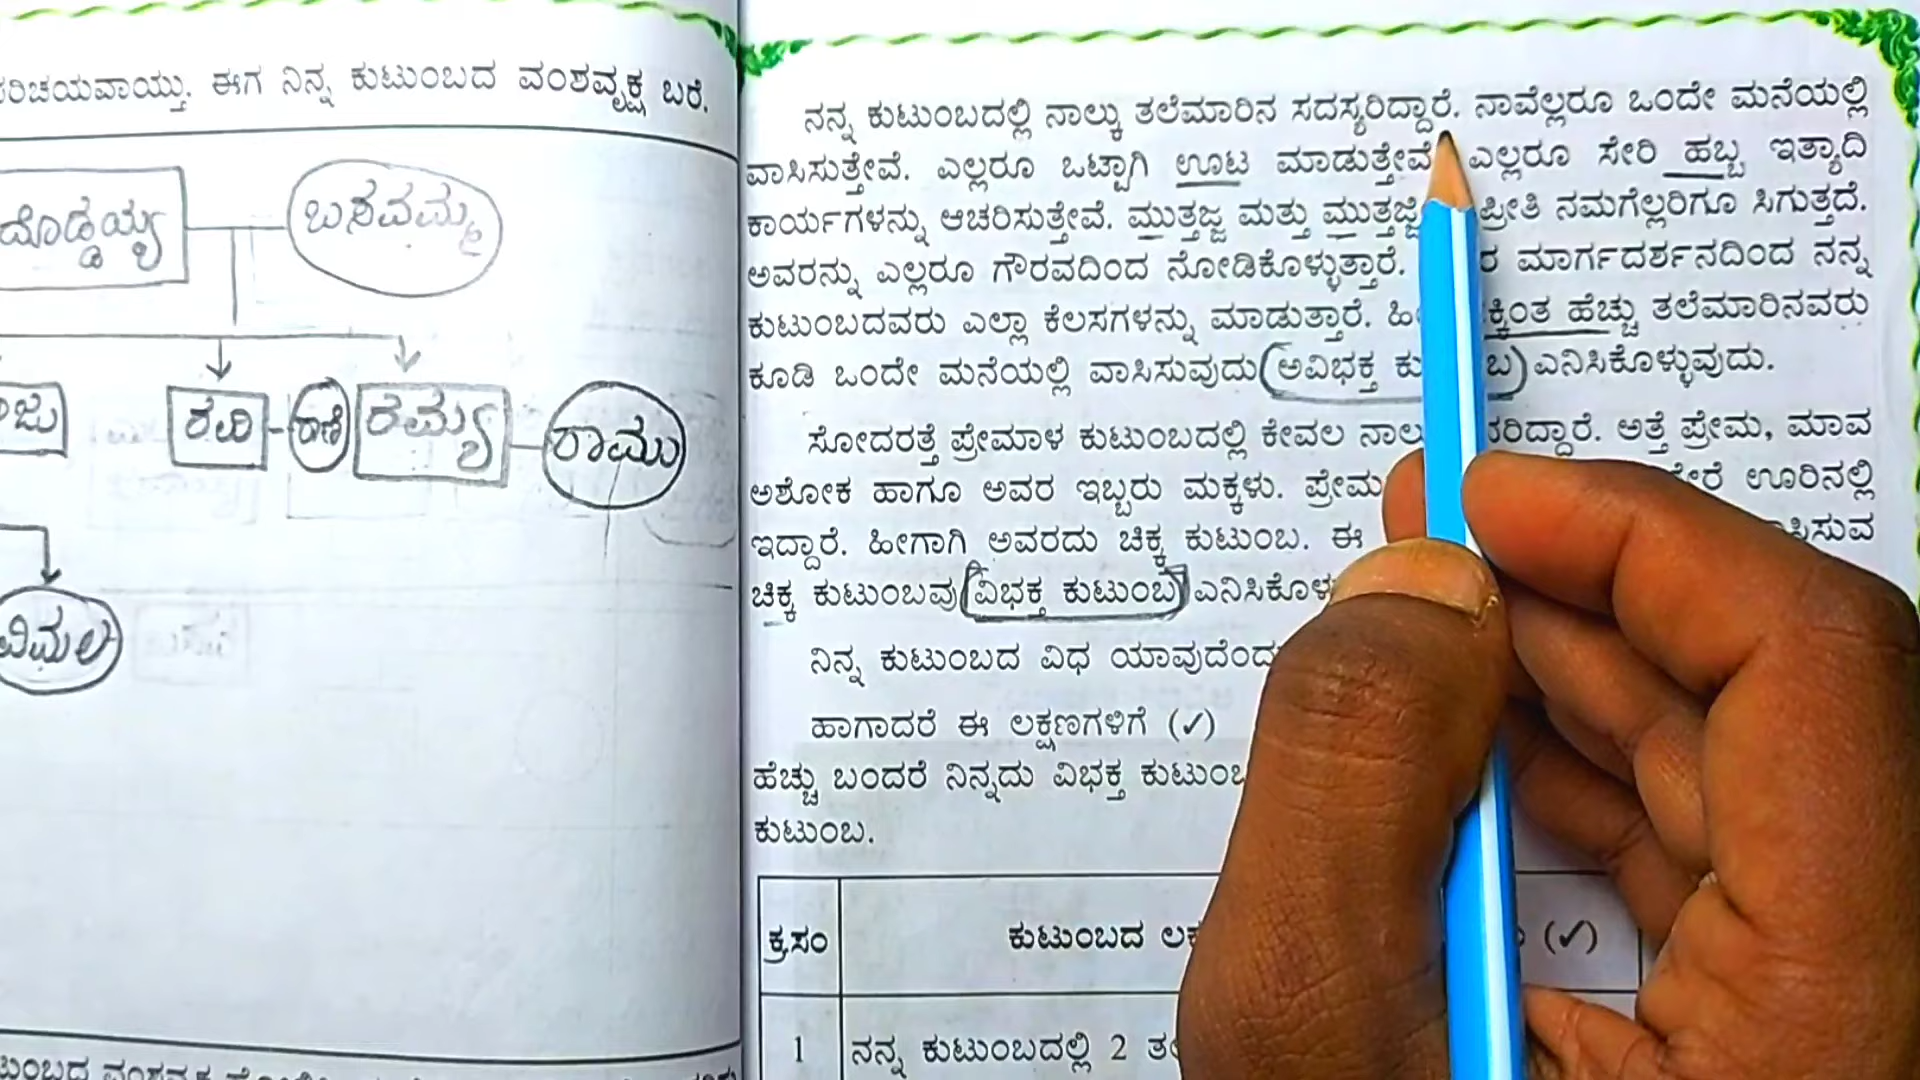 ಈಗ ನಿನ್ನ ಕುಟುಂಬದ ವಂಶವೃಕ್ಷ ಬರೆ.
ದೊಡ್ಡಯ್ಯ ಬಸವಮ್ಮ
ರವಿ ರಾಣಿ ರಮ್ಯ ರಾಮು
ವಿಮಲ
ನನ್ನ ಕುಟುಂಬದಲ್ಲಿ ನಾಲ್ಕು ತಲೆಮಾರಿನ ಸದಸ್ಯರಿದ್ದಾರೆ. ನಾವೆಲ್ಲರೂ ಒಂದೇ ಮನೆಯಲ್ಲಿ
ವಾಸಿಸುತ್ತೇವೆ. ಎಲ್ಲರೂ ಒಟ್ಟಾಗಿ ಊಟ ಮಾಡುತ್ತೇವೆ ಎಲ್ಲರೂ ಸೇರಿ ಹಬ್ಬ ಇತ್ಯಾದಿ
ಕಾರ್ಯಗಳನ್ನು ಆಚರಿಸುತ್ತೇವೆ. ಮುತ್ತಜ್ಜ ಮತ್ತು ಮುತ್ತಜ್ಜಿ ಪ್ರೀತಿ ನಮಗೆಲ್ಲರಿಗೂ ಸಿಗುತ್ತದೆ.
ಅವರನ್ನು ಎಲ್ಲರೂ ಗೌರವದಿಂದ ನೋಡಿಕೊಳ್ಳುತ್ತಾರೆ. ಮಾರ್ಗದರ್ಶನದಿಂದ ನನ್ನ
ಕುಟುಂಬದವರು ಎಲ್ಲಾ ಕೆಲಸಗಳನ್ನು ಮಾಡುತ್ತಾರೆ. ಹೆಚ್ಚು ತಲೆಮಾರಿನವರು
ಕೂಡಿ ಒಂದೇ ಮನೆಯಲ್ಲಿ ವಾಸಿಸುವುದು ಅವಿಭಕ್ತ ಎನಿಸಿಕೊಳ್ಳುವುದು.
ಸೋದರತ್ತೆ ಪ್ರೇಮಾಳ ಕುಟುಂಬದಲ್ಲಿ ಕೇವಲ ಅತ್ತೆ ಪ್ರೇಮ, ಮಾವ
ಅಶೋಕ ಹಾಗೂ ಅವರ ಇಬ್ಬರು ಮಕ್ಕಳು. ಪ್ರೇಮ ಊರಿನಲ್ಲಿ
ಇದ್ದಾರೆ. ಹೀಗಾಗಿ ಅವರದು ಚಿಕ್ಕ ಕುಟುಂಬ. ಈ
ಚಿಕ್ಕ ಕುಟುಂಬವು ವಿಭಕ್ತ ಕುಟುಂಬ
ನಿನ್ನ ಕುಟುಂಬದ ವಿಧ
ಹಾಗಾದರೆ ಈ ಲಕ್ಷಣಗಳಿಗೆ (✓)
ಹೆಚ್ಚು ಬಂದರೆ ನಿನ್ನದು ವಿಭಕ್ತ
ಕುಟುಂಬ.
ಕ್ರ.ಸಂ ಕುಟುಂಬದ (✓)
1 ನನ್ನ ಕುಟುಂಬದಲ್ಲಿ 2